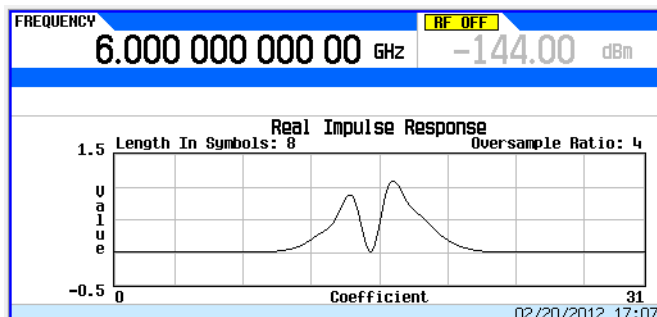 FREQUENCY RF OFF
6.000 000 000 00 GHz -144.00 dBm
Real Impulse Response
Length In Symbols: 8 Oversample Ratio: 4
1.5
Value
-0.5
0 Coefficient 31
02/20/2012 17:07